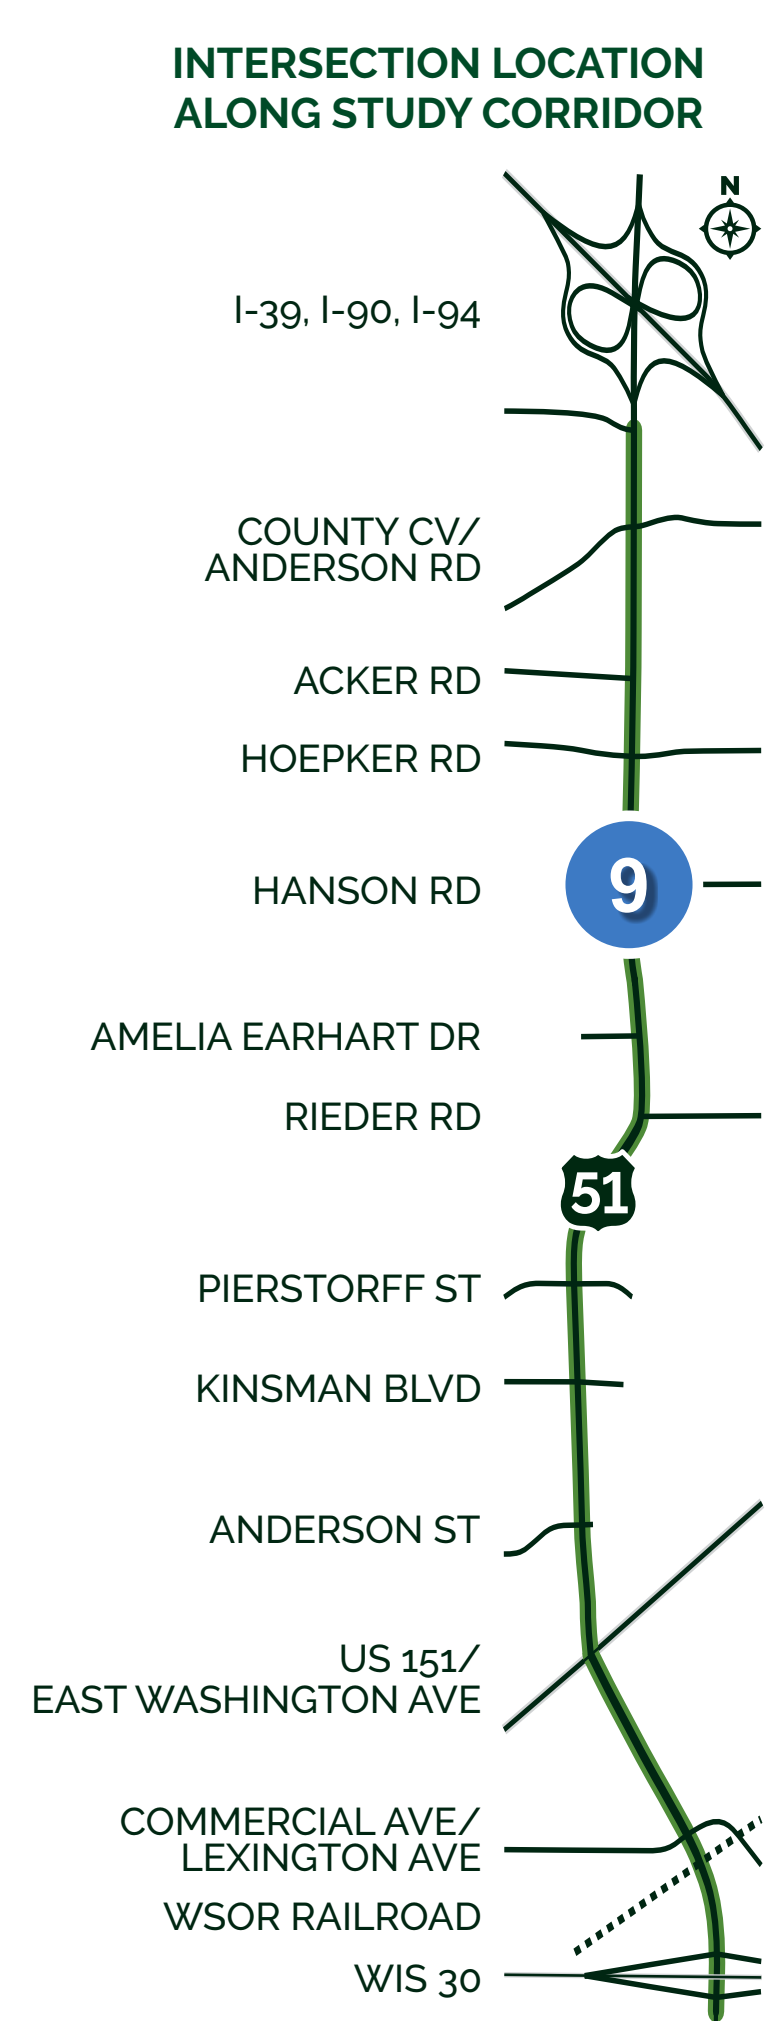 INTERSECTION LOCATION
ALONG STUDY CORRIDOR
N
I-39, I-90, I-94
COUNTY CV/
ANDERSON RD
ACKER RD
HOEPKER RD
HANSON RD
9
AMELIA EARHART DR
RIEDER RD
51
PIERSTORFF ST
KINSMAN BLVD
ANDERSON ST
US 151/
EAST WASHINGTON AVE
COMMERCIAL AVE/
LEXINGTON AVE
WSOR RAILROAD
WIS 30